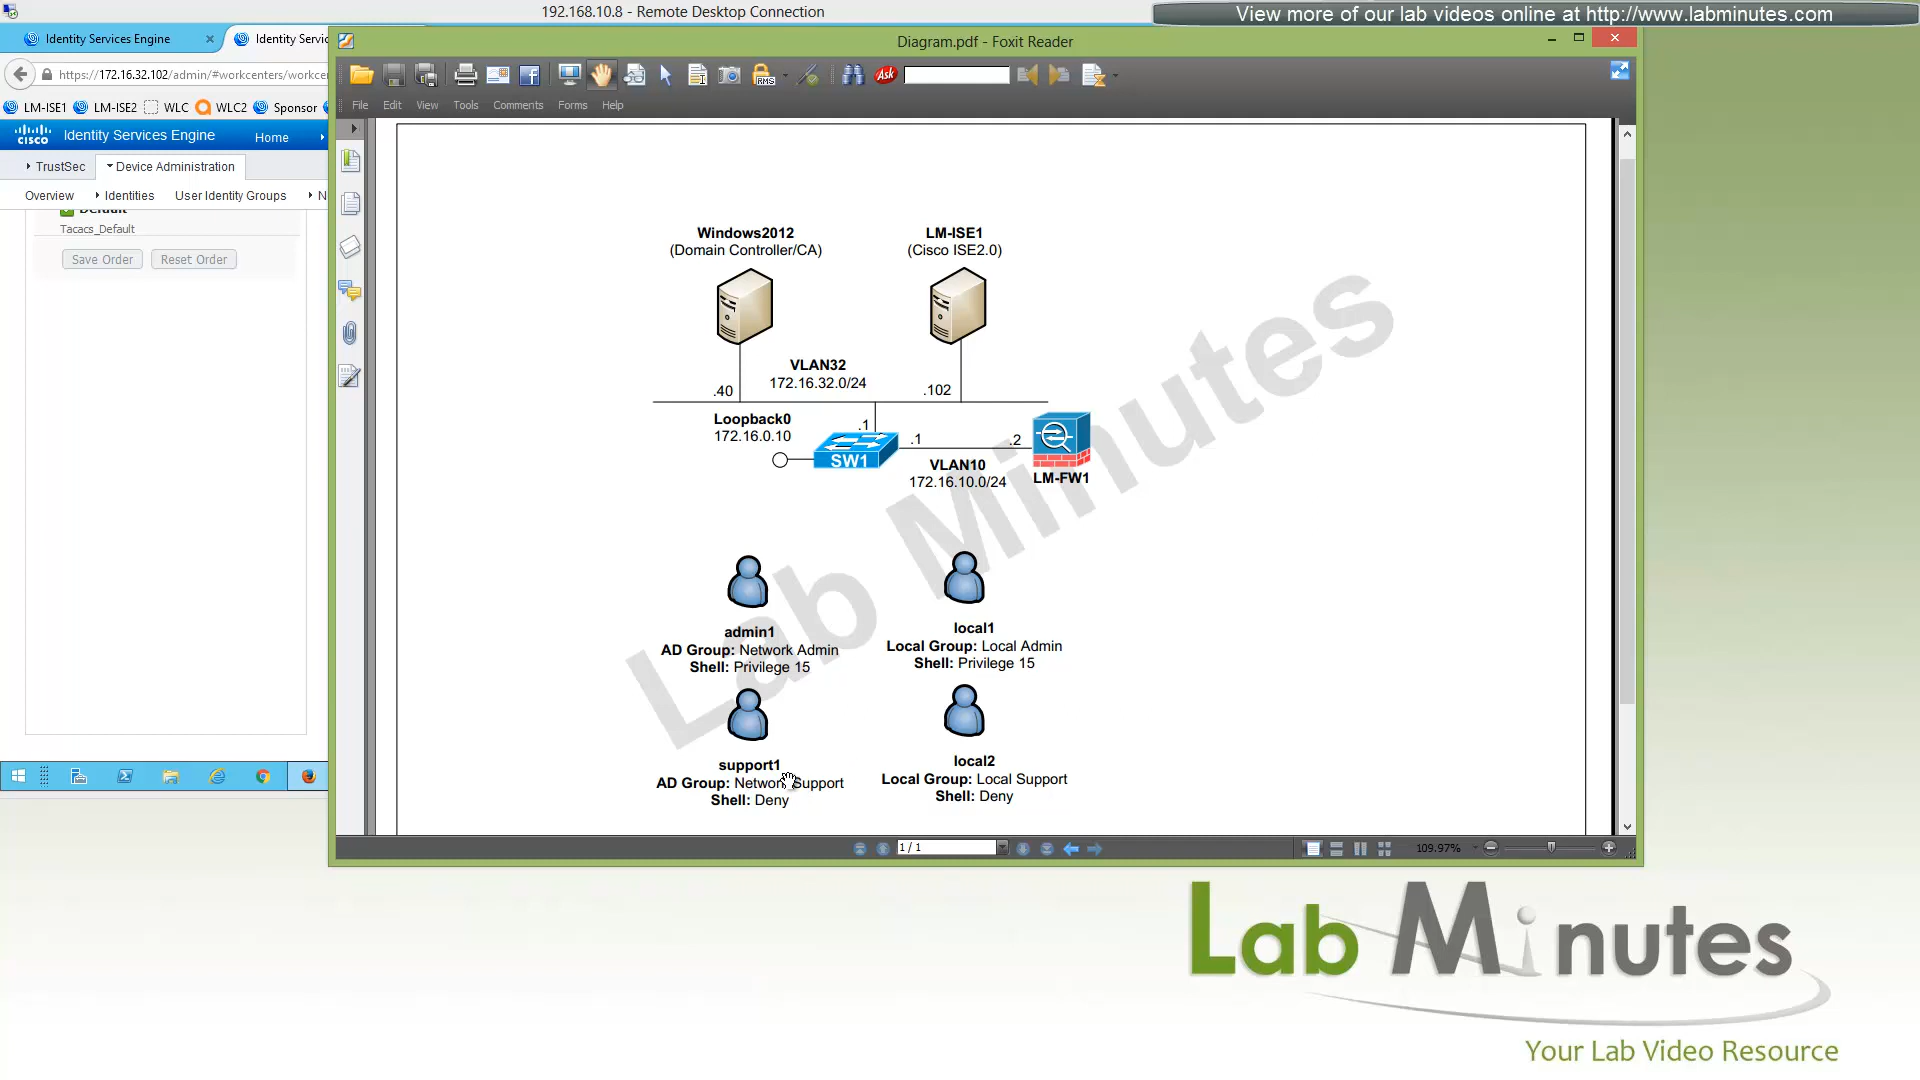 192.168.10.8 - Remote Desktop Connection
View more of our lab videos online at http://www.labminutes.com
Identity Services Engine
Identity Servic
Diagram.pdf - Foxit Reader
https://172.16.32.102/admin/#workcenters/workcen
RMS
Ask
LM-ISE1
LM-ISE2
WLC
WLC2
Sponsor
File
Edit
View
Tools
Comments
Forms
Help
CISCO
Identity Services Engine
Home
TrustSec
Device Administration
Overview
Identities
User Identity Groups
N
Default
Tacacs_Default
Save Order
Reset Order
Windows2012
(Domain Controller/CA)
LM-ISE1
(Cisco ISE2.0)
VLAN32
172.16.32.0/24
.40
.102
Loopback0
172.16.0.10
.1
SW1
.1
.2
VLAN10
172.16.10.0/24
LM-FW1
Lab Minutes
admin1
AD Group: Network Admin
Shell: Privilege 15
local1
Local Group: Local Admin
Shell: Privilege 15
support1
AD Group: Network Support
Shell: Deny
local2
Local Group: Local Support
Shell: Deny
1 / 1
109.97%
Lab Minutes
Your Lab Video Resource